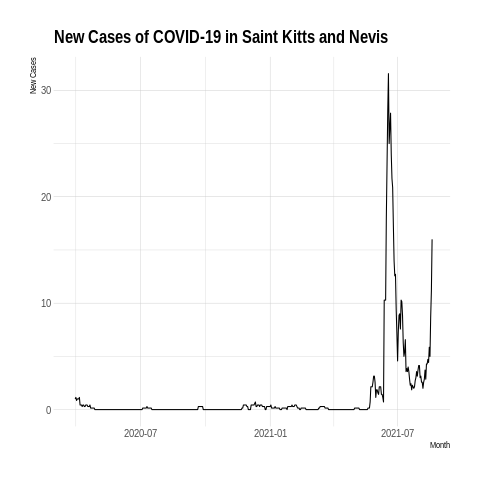 New Cases of COVID-19 in Saint Kitts and Nevis
New Cases
30
20
10
0
2020-07
2021-01
2021-07
Month